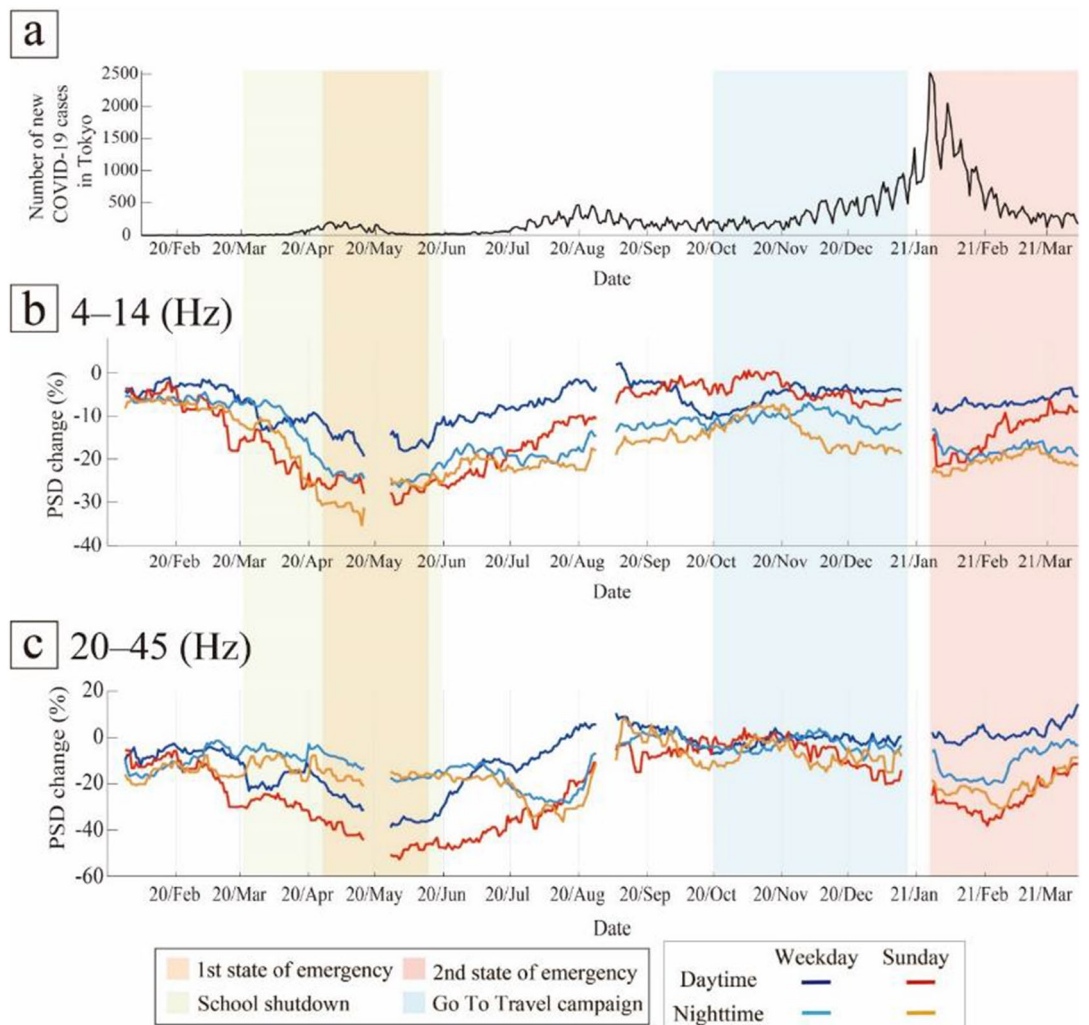 a
Number of new
COVID-19 cases
in Tokyo
2500
2000
1500
1000
500
0
20/Feb 20/Mar 20/Apr 20/May 20/Jun 20/Jul 20/Aug 20/Sep 20/Oct 20/Nov 20/Dec 21/Jan 21/Feb 21/Mar
Date
b 4–14 (Hz)
PSD change (%)
0
-10
-20
-30
-40
20/Feb 20/Mar 20/Apr 20/May 20/Jun 20/Jul 20/Aug 20/Sep 20/Oct 20/Nov 20/Dec 21/Jan 21/Feb 21/Mar
Date
c 20–45 (Hz)
PSD change (%)
20
0
-20
-40
-60
20/Feb 20/Mar 20/Apr 20/May 20/Jun 20/Jul 20/Aug 20/Sep 20/Oct 20/Nov 20/Dec 21/Jan 21/Feb 21/Mar
Date
1st state of emergency 2nd state of emergency
School shutdown Go To Travel campaign
Weekday Sunday
Daytime
Nighttime